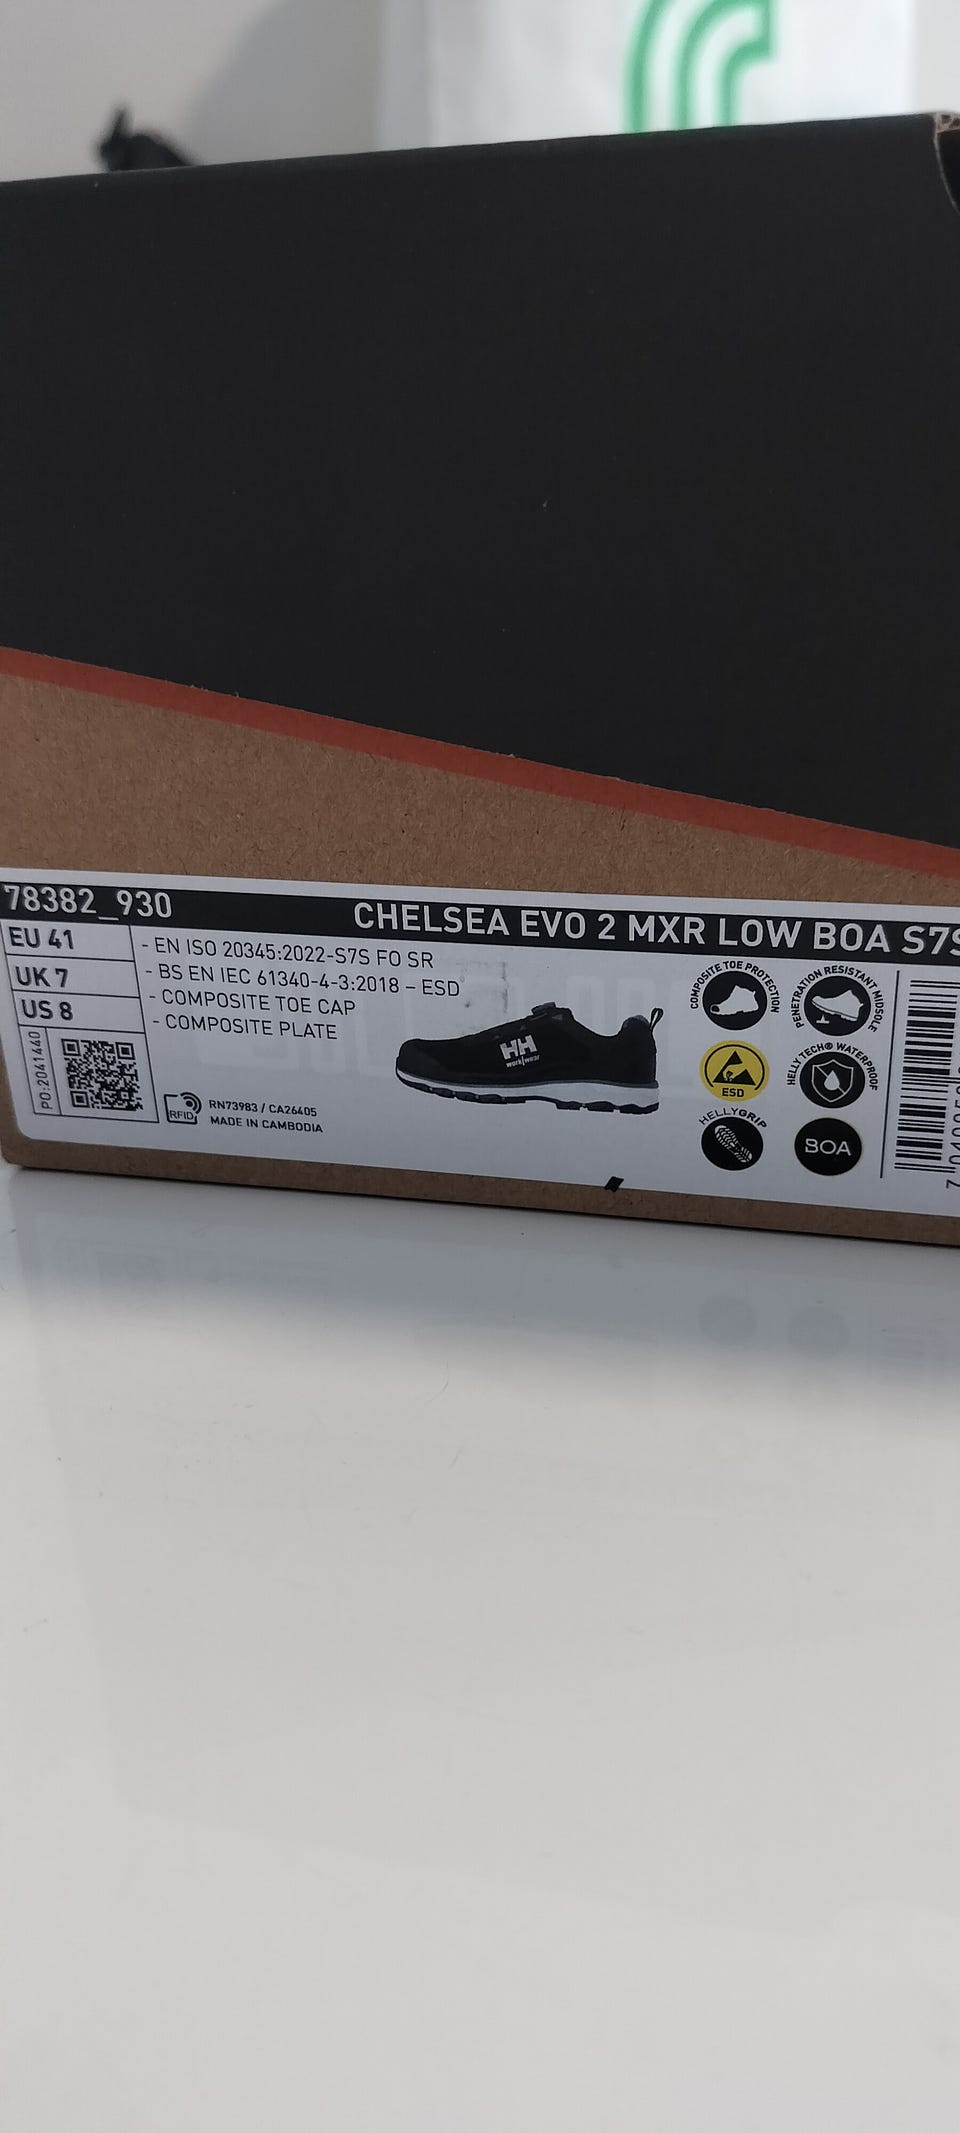 78382_930
CHELSEA EVO 2 MXR LOW BOA S7S
EU 41
UK 7
US 8
PO:2041440
- EN ISO 20345:2022-S7S FO SR
- BS EN IEC 61340-4-3:2018 – ESD
- COMPOSITE TOE CAP
- COMPOSITE PLATE
RFID
RN73983 / CA26405
MADE IN CAMBODIA
HH
workwear
COMPOSITE TOE PROTECTION
PENETRATION RESISTANT MIDSOLE
ESD
HELLY TECH® WATERPROOF
HELLYGRIP
BOA